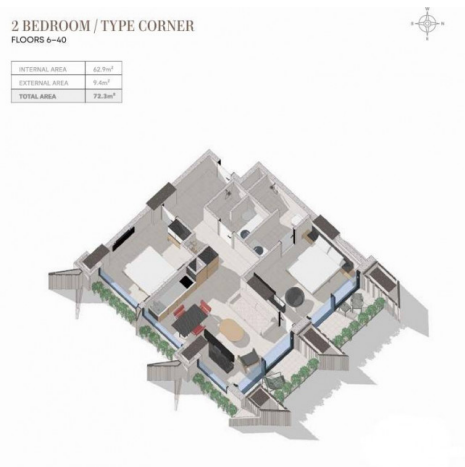 2 BEDROOM / TYPE CORNER
FLOORS 6–40
INTERNAL AREA 62.9m²
EXTERNAL AREA 9.4m²
TOTAL AREA 72.3m²